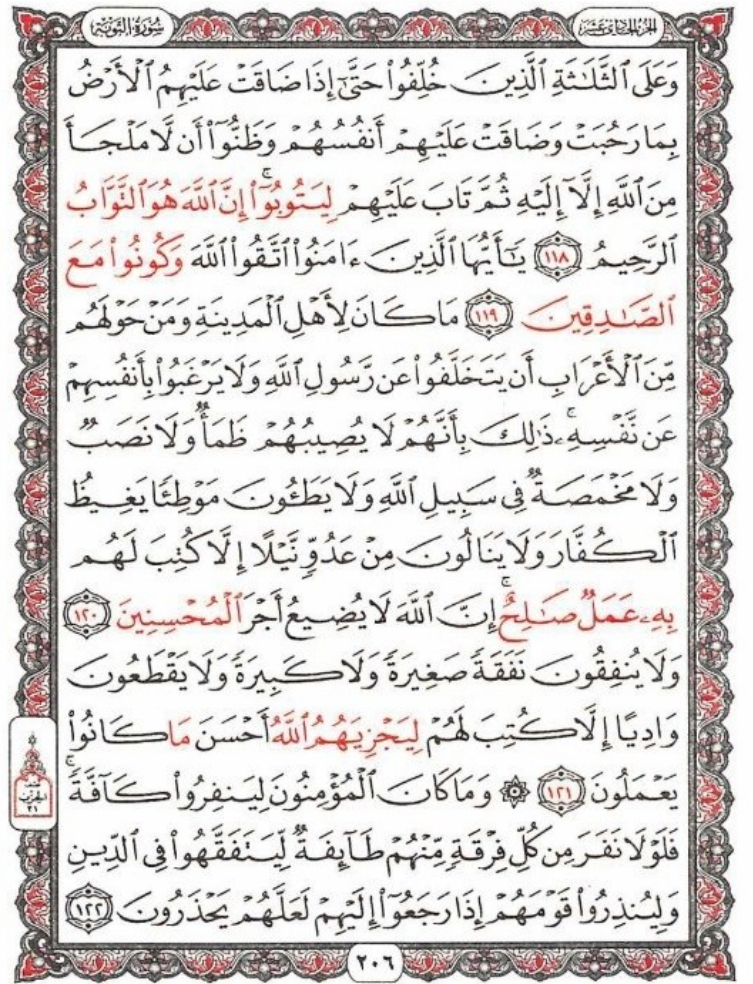 الجزء الحادي عشر
سورة التوبة
وَعَلَى ٱلثَّلَٰثَةِ ٱلَّذِينَ خُلِّفُوا۟ حَتَّىٰٓ إِذَا ضَاقَتْ عَلَيْهِمُ ٱلْأَرْضُ
بِمَا رَحُبَتْ وَضَاقَتْ عَلَيْهِمْ أَنفُسُهُمْ وَظَنُّوٓا۟ أَن لَّا مَلْجَأَ
مِنَ ٱللَّهِ إِلَّآ إِلَيْهِ ثُمَّ تَابَ عَلَيْهِمْ لِيَتُوبُوٓا۟ ۚ إِنَّ ٱللَّهَ هُوَ ٱلتَّوَّابُ
ٱلرَّحِيمُ ١١٨ يَٰٓأَيُّهَا ٱلَّذِينَ ءَامَنُوا۟ ٱتَّقُوا۟ ٱللَّهَ وَكُونُوا۟ مَعَ
ٱلصَّٰدِقِينَ ١١٩ مَا كَانَ لِأَهْلِ ٱلْمَدِينَةِ وَمَنْ حَوْلَهُم
مِّنَ ٱلْأَعْرَابِ أَن يَتَخَلَّفُوا۟ عَن رَّسُولِ ٱللَّهِ وَلَا يَرْغَبُوا۟ بِأَنفُسِهِمْ
عَن نَّفْسِهِۦ ۚ ذَٰلِكَ بِأَنَّهُمْ لَا يُصِيبُهُمْ ظَمَأٌ وَلَا نَصَبٌ
وَلَا مَخْمَصَةٌ فِى سَبِيلِ ٱللَّهِ وَلَا يَطَـُٔونَ مَوْطِئًا يَغِيظُ
ٱلْكُفَّارَ وَلَا يَنَالُونَ مِنْ عَدُوٍّ نَّيْلًا إِلَّا كُتِبَ لَهُم
بِهِۦ عَمَلٌ صَٰلِحٌ ۚ إِنَّ ٱللَّهَ لَا يُضِيعُ أَجْرَ ٱلْمُحْسِنِينَ ١٢٠
وَلَا يُنفِقُونَ نَفَقَةً صَغِيرَةً وَلَا كَبِيرَةً وَلَا يَقْطَعُونَ
وَادِيًا إِلَّا كُتِبَ لَهُمْ لِيَجْزِيَهُمُ ٱللَّهُ أَحْسَنَ مَا كَانُوا۟
يَعْمَلُونَ ١٢١ ۞ وَمَا كَانَ ٱلْمُؤْمِنُونَ لِيَنفِرُوا۟ كَآفَّةً ۚ
فَلَوْلَا نَفَرَ مِن كُلِّ فِرْقَةٍ مِّنْهُمْ طَآئِفَةٌ لِّيَتَفَقَّهُوا۟ فِى ٱلدِّينِ
وَلِيُنذِرُوا۟ قَوْمَهُمْ إِذَا رَجَعُوٓا۟ إِلَيْهِمْ لَعَلَّهُمْ يَحْذَرُونَ ١٢٢
٢٠٦